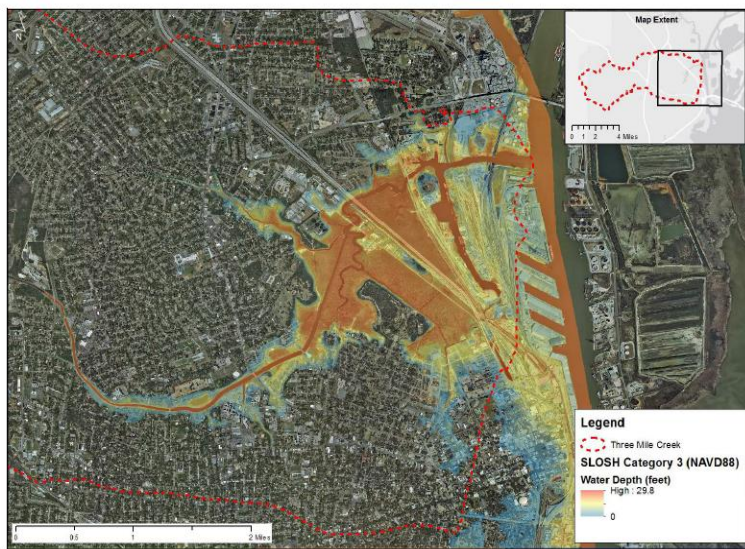 Map Extent
0 1 2 4 Miles
Legend
Three Mile Creek
SLOSH Category 3 (NAVD88)
Water Depth (feet)
High : 29.8
0
0 0.5 1 2 Miles